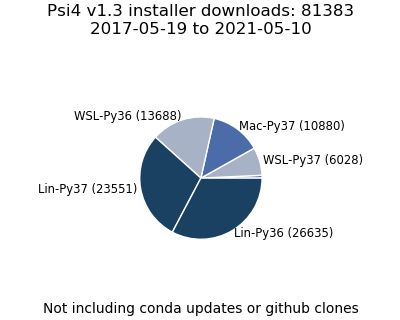 Psi4 v1.3 installer downloads: 81383
2017-05-19 to 2021-05-10
WSL-Py36 (13688)
Mac-Py37 (10880)
WSL-Py37 (6028)
Lin-Py37 (23551)
Lin-Py36 (26635)
Not including conda updates or github clones